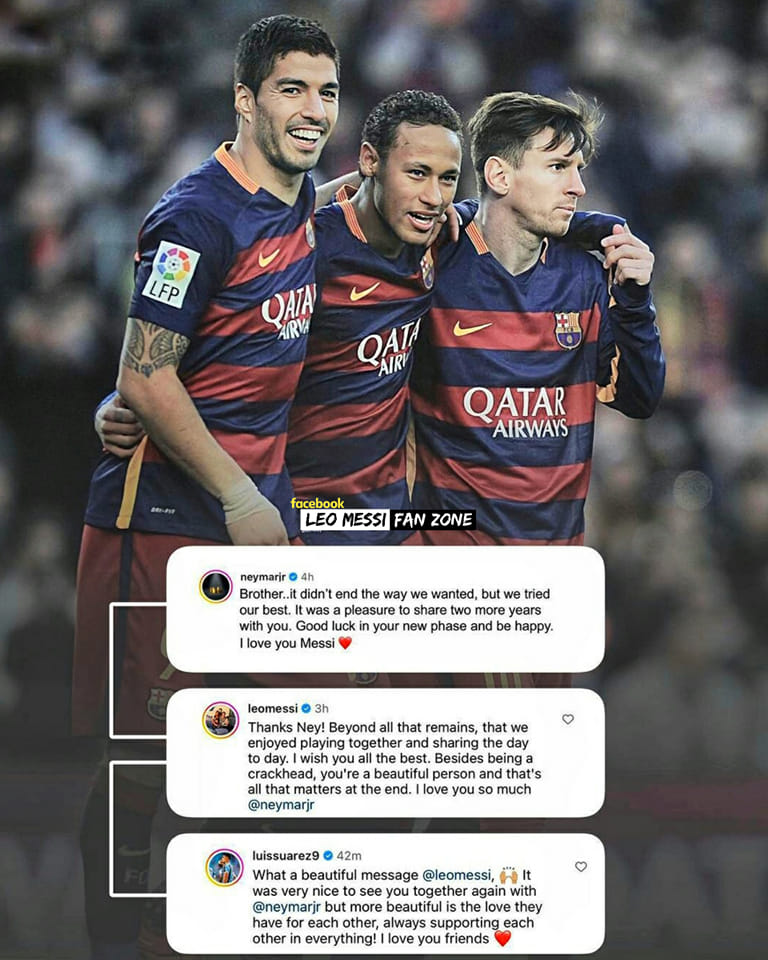 LFP
QATA
AIRWA
QATA
AIR
QATAR
AIRWAYS
DRI-FIT
facebook
LEO MESSI FAN ZONE
neymarjr 4h
Brother..it didn't end the way we wanted, but we tried
our best. It was a pleasure to share two more years
with you. Good luck in your new phase and be happy.
I love you Messi ❤️
leomessi 3h
Thanks Ney! Beyond all that remains, that we
enjoyed playing together and sharing the day
to day. I wish you all the best. Besides being a
crackhead, you're a beautiful person and that's
all that matters at the end. I love you so much
@neymarjr
luissuarez9 42m
What a beautiful message @leomessi, 🙌🏼 It
was very nice to see you together again with
@neymarjr but more beautiful is the love they
have for each other, always supporting each
other in everything! I love you friends ❤️